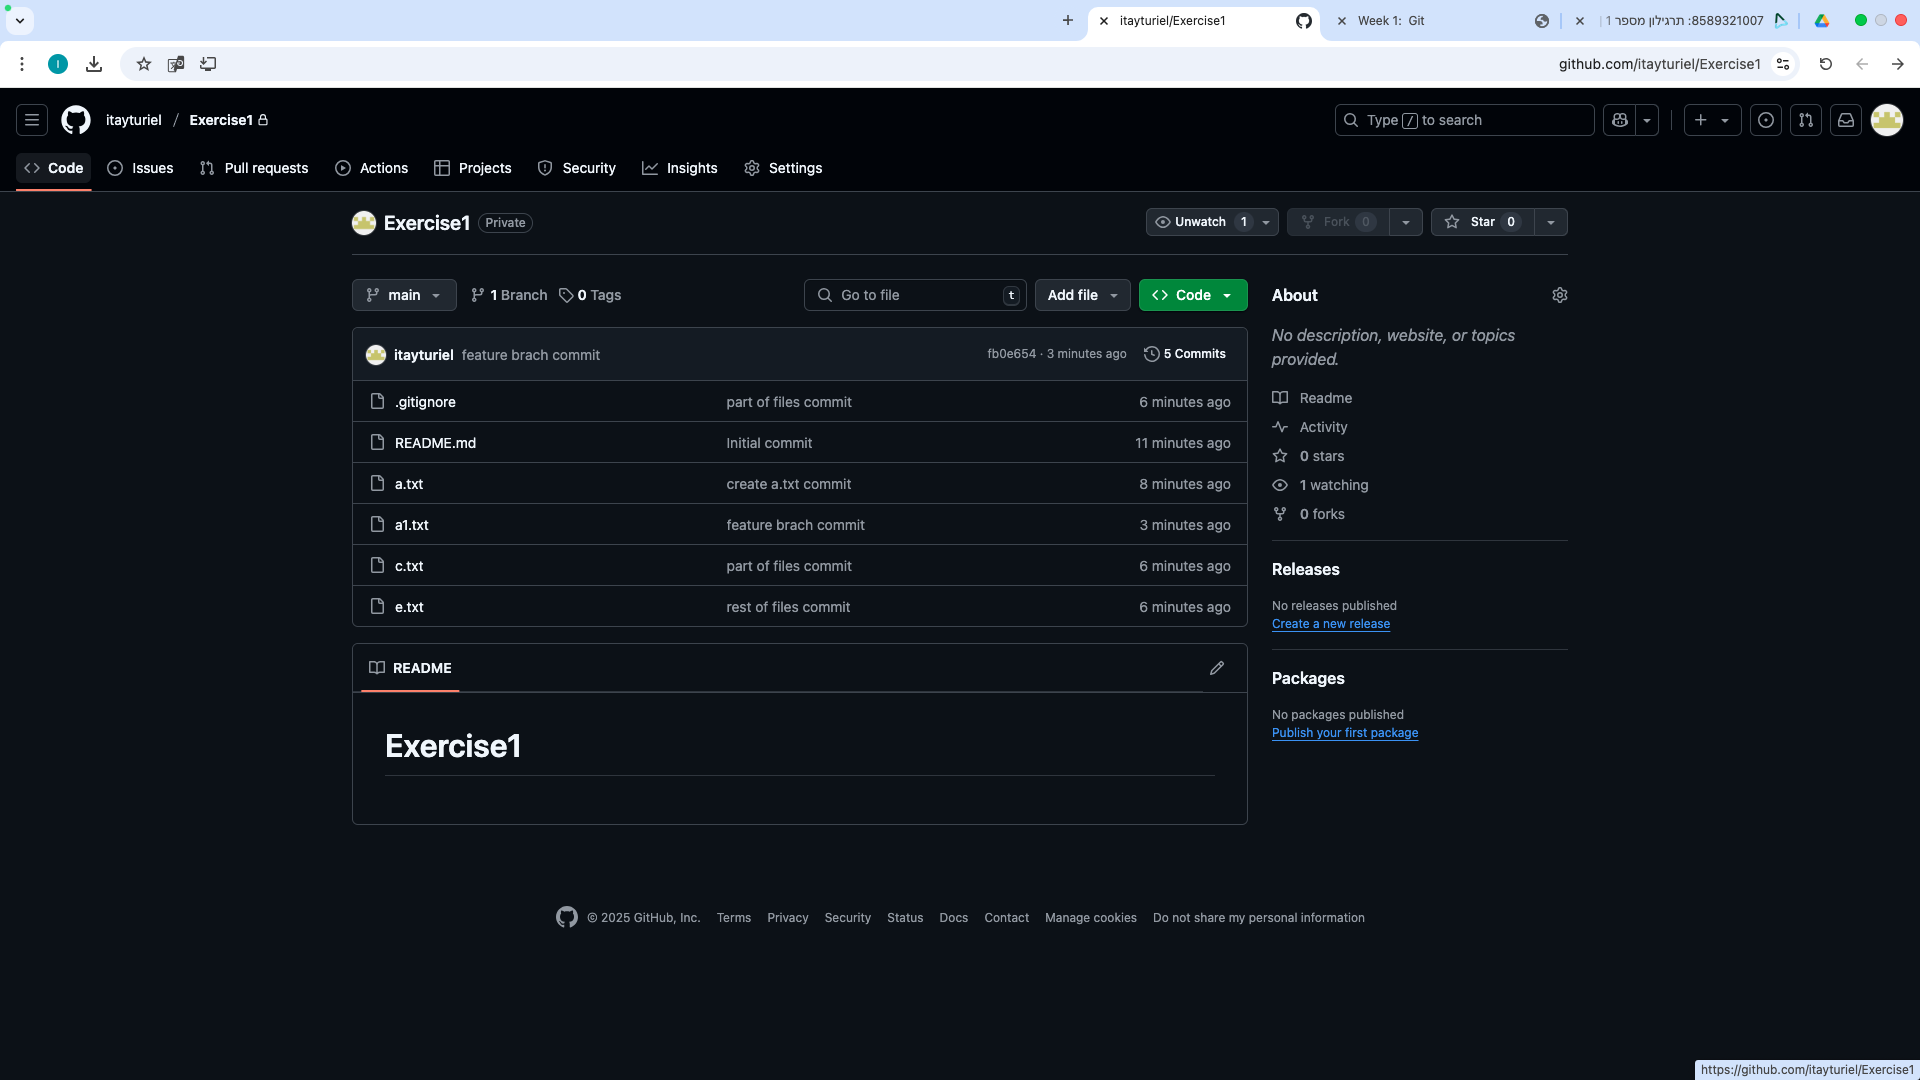 itayturiel/Exercise1
Week 1: Git
8589321007: תרגילון מספר 1 |
I
github.com/itayturiel/Exercise1
itayturiel / Exercise1
Type / to search
Code Issues Pull requests Actions Projects Security Insights Settings
Exercise1 Private
Unwatch 1 Fork 0 Star 0
main 1 Branch 0 Tags
Go to file t Add file Code
itayturiel feature brach commit fb0e654 · 3 minutes ago 5 Commits
.gitignore part of files commit 6 minutes ago
README.md Initial commit 11 minutes ago
a.txt create a.txt commit 8 minutes ago
a1.txt feature brach commit 3 minutes ago
c.txt part of files commit 6 minutes ago
e.txt rest of files commit 6 minutes ago
README
Exercise1
About
No description, website, or topics
provided.
Readme
Activity
0 stars
1 watching
0 forks
Releases
No releases published
Create a new release
Packages
No packages published
Publish your first package
© 2025 GitHub, Inc. Terms Privacy Security Status Docs Contact Manage cookies Do not share my personal information
https://github.com/itayturiel/Exercise1